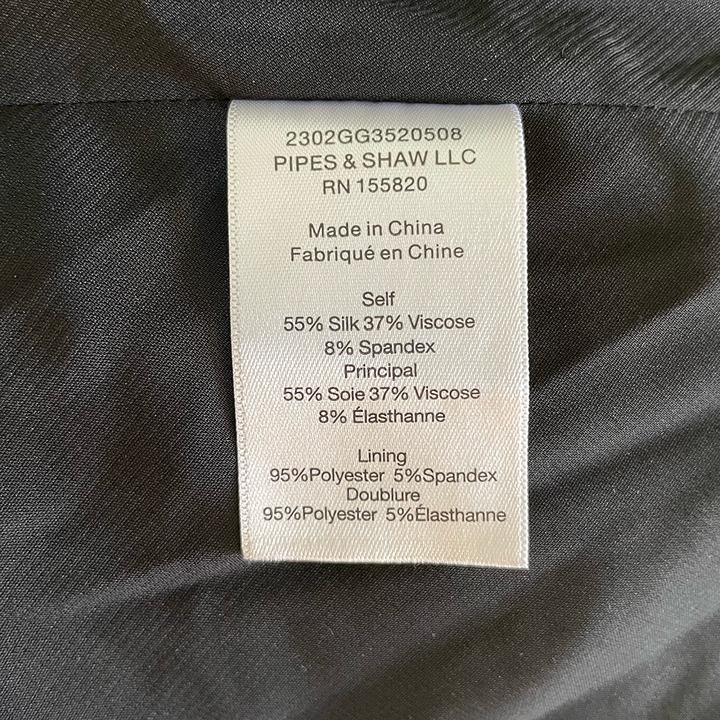 2302GG3520508
PIPES & SHAW LLC
RN 155820
Made in China
Fabriqué en Chine
Self
55% Silk 37% Viscose
8% Spandex
Principal
55% Soie 37% Viscose
8% Élasthanne
Lining
95%Polyester 5%Spandex
Doublure
95%Polyester 5%Élasthanne